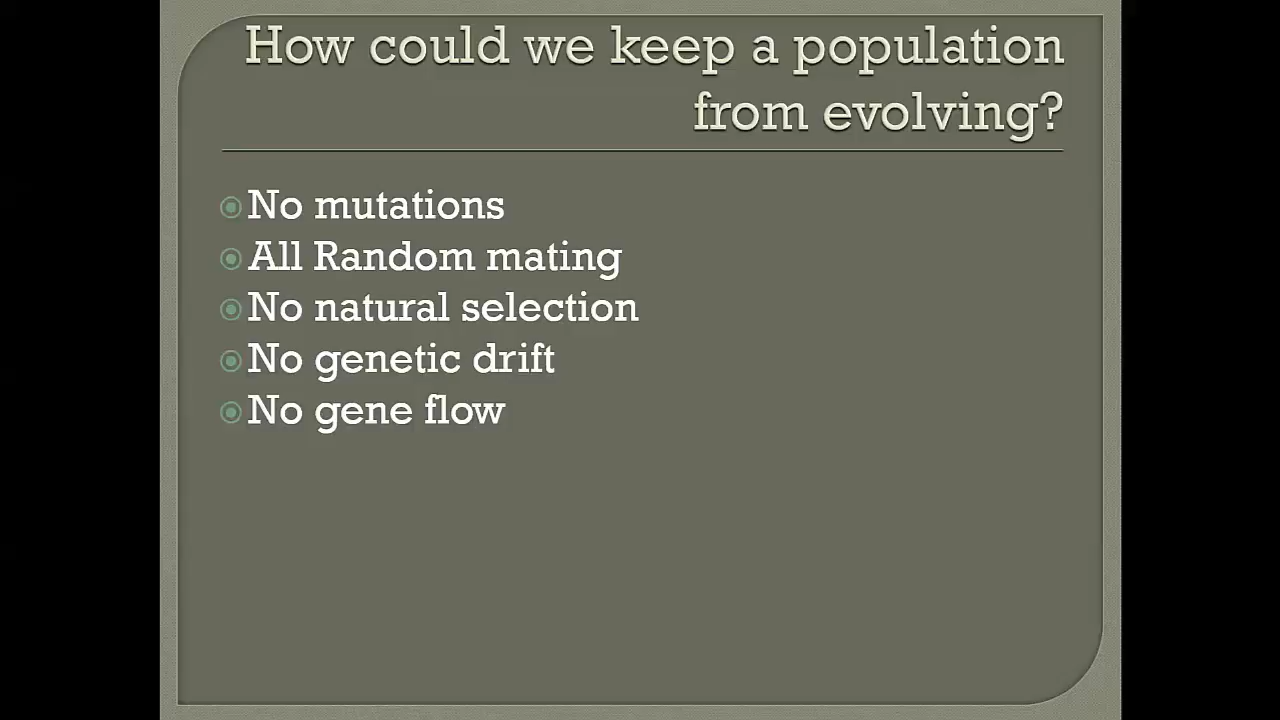 How could we keep a population
from evolving?
No mutations
All Random mating
No natural selection
No genetic drift
No gene flow